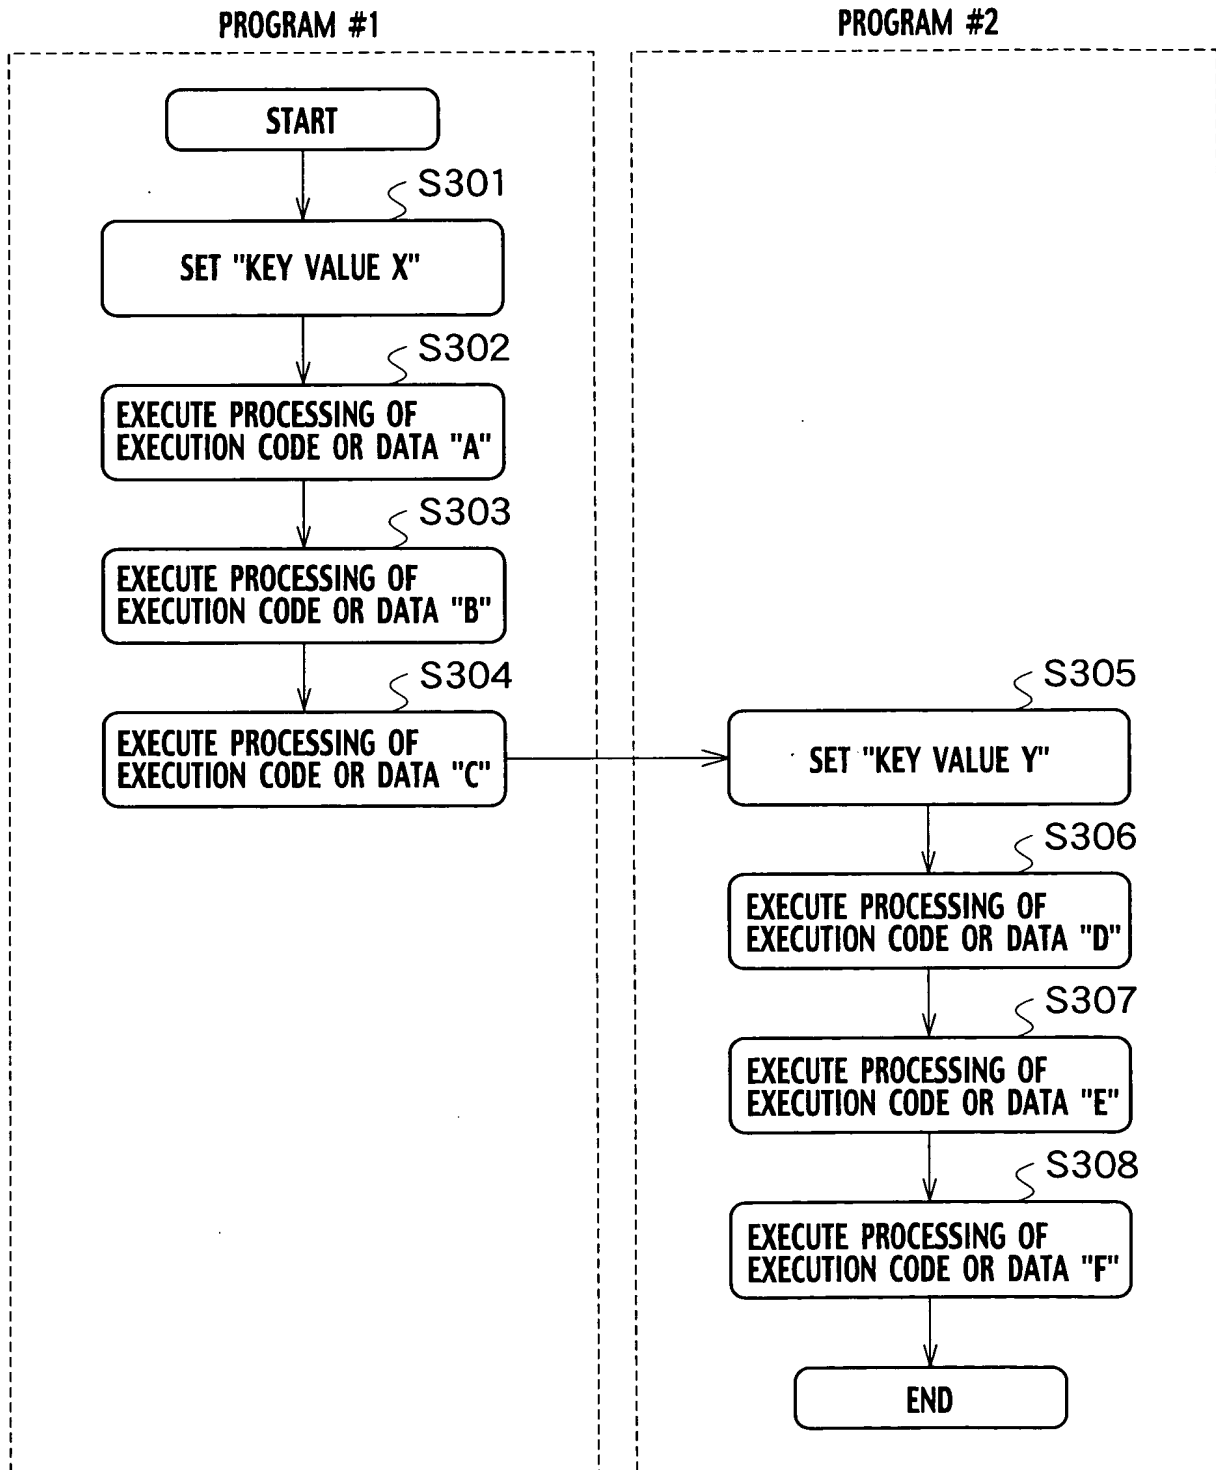 PROGRAM #1
START
S301
SET "KEY VALUE X"
S302
EXECUTE PROCESSING OF
EXECUTION CODE OR DATA "A"
S303
EXECUTE PROCESSING OF
EXECUTION CODE OR DATA "B"
S304
EXECUTE PROCESSING OF
EXECUTION CODE OR DATA "C"
PROGRAM #2
S305
SET "KEY VALUE Y"
S306
EXECUTE PROCESSING OF
EXECUTION CODE OR DATA "D"
S307
EXECUTE PROCESSING OF
EXECUTION CODE OR DATA "E"
S308
EXECUTE PROCESSING OF
EXECUTION CODE OR DATA "F"
END